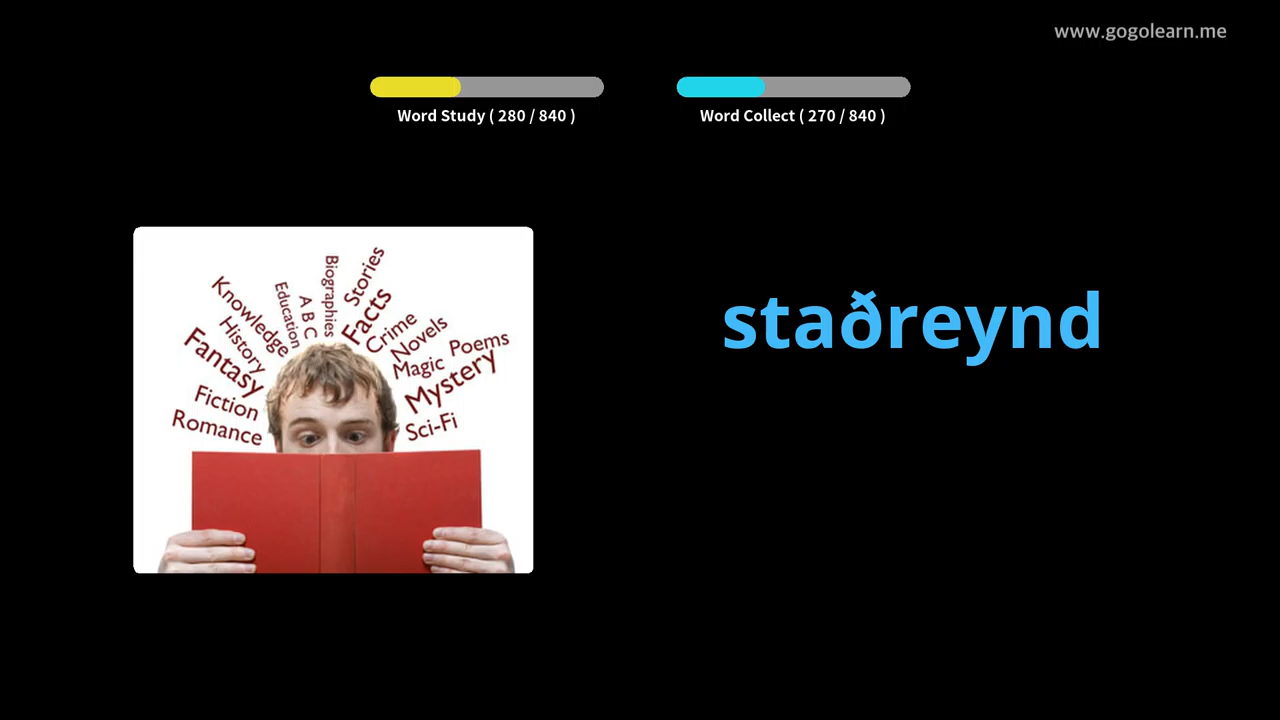 www.gogolearn.me
Word Study ( 280 / 840 )
Word Collect ( 270 / 840 )
staðreynd
Knowledge
Education
A B C
Biographies
Stories
Facts
Crime
Novels
Poems
History
Magic
Mystery
Fantasy
Fiction
Romance
Sci-Fi